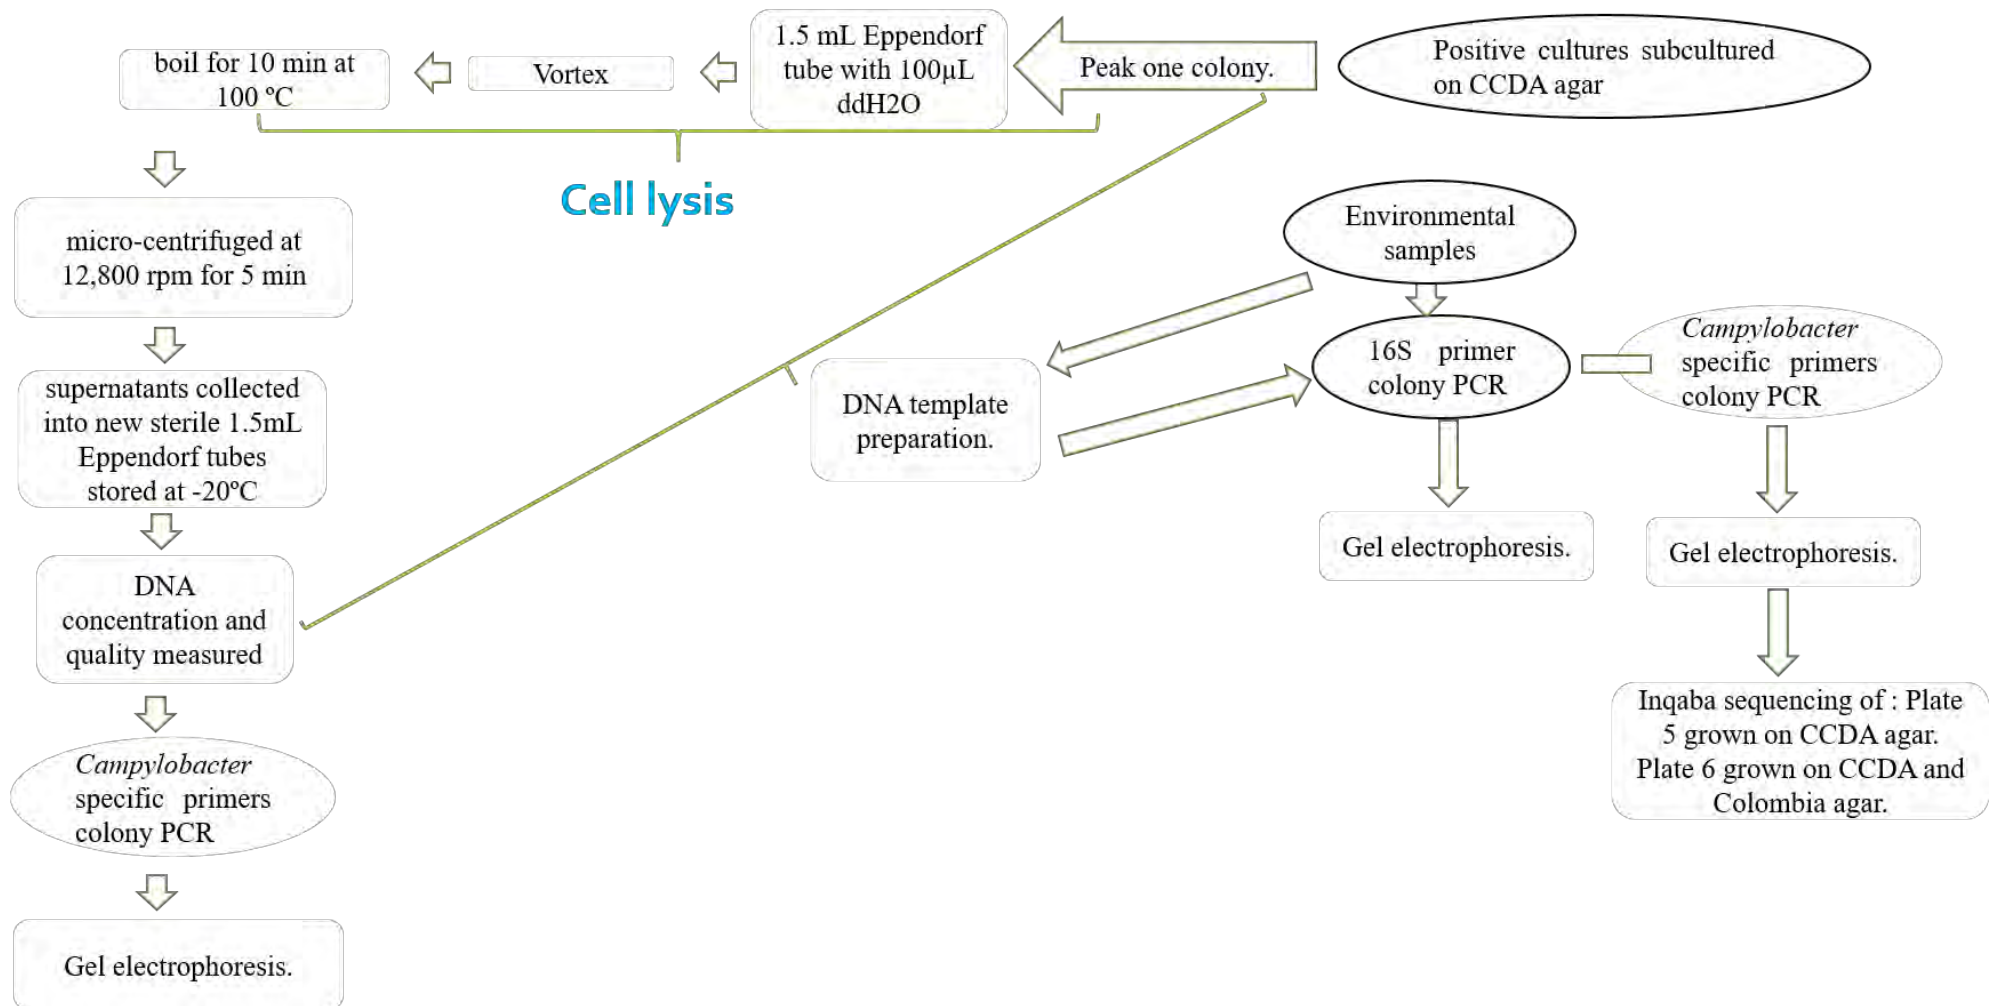 Positive cultures subcultured
on CCDA agar
Peak one colony.
1.5 mL Eppendorf
tube with 100µL
ddH2O
Vortex
boil for 10 min at
100 ºC
Cell lysis
micro-centrifuged at
12,800 rpm for 5 min
supernatants collected
into new sterile 1.5mL
Eppendorf tubes
stored at -20ºC
DNA
concentration and
quality measured
Campylobacter
specific primers
colony PCR
Gel electrophoresis.
Environmental
samples
DNA template
preparation.
16S primer
colony PCR
Gel electrophoresis.
Campylobacter
specific primers
colony PCR
Gel electrophoresis.
Inqaba sequencing of : Plate
5 grown on CCDA agar.
Plate 6 grown on CCDA and
Colombia agar.